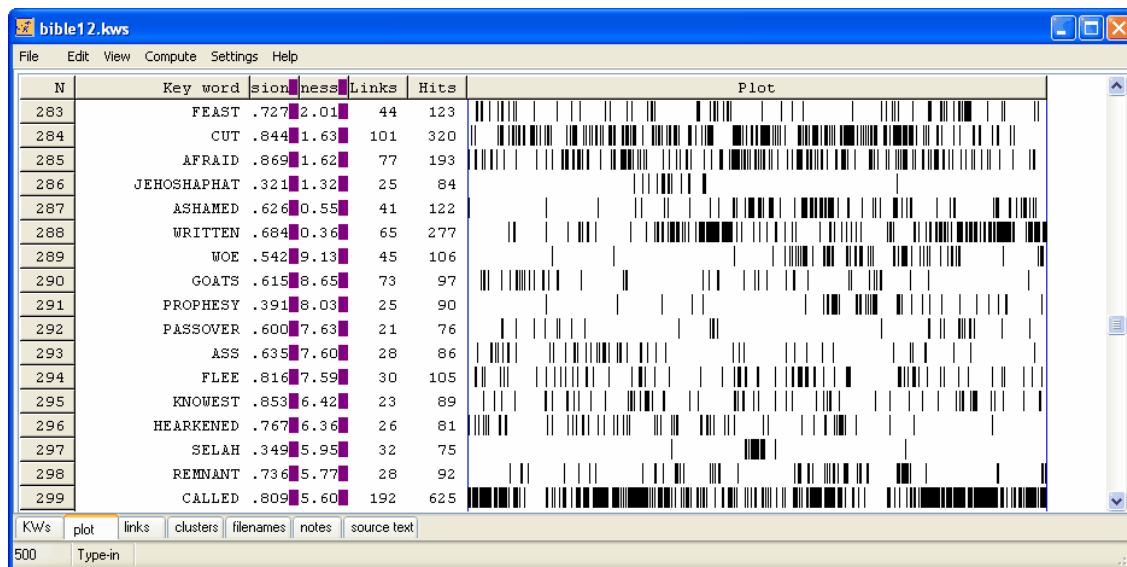 bible12.kws
File Edit View Compute Settings Help
N Key word sion ness Links Hits Plot
283 FEAST .727 2.01 44 123
284 CUT .844 1.63 101 320
285 AFRAID .869 1.62 77 193
286 JEHOSHAPHAT .321 1.32 25 84
287 ASHAMED .626 0.55 41 122
288 WRITTEN .684 0.36 65 277
289 WOE .542 9.13 45 106
290 GOATS .615 8.65 73 97
291 PROPHESY .391 8.03 25 90
292 PASSOVER .600 7.63 21 76
293 ASS .635 7.60 28 86
294 FLEE .816 7.59 30 105
295 KNOWEST .853 6.42 23 89
296 HEARKENED .767 6.36 26 81
297 SELAH .349 5.95 32 75
298 REMNANT .736 5.77 28 92
299 CALLED .809 5.60 192 625
KWs plot links clusters filenames notes source text
500 Type-in